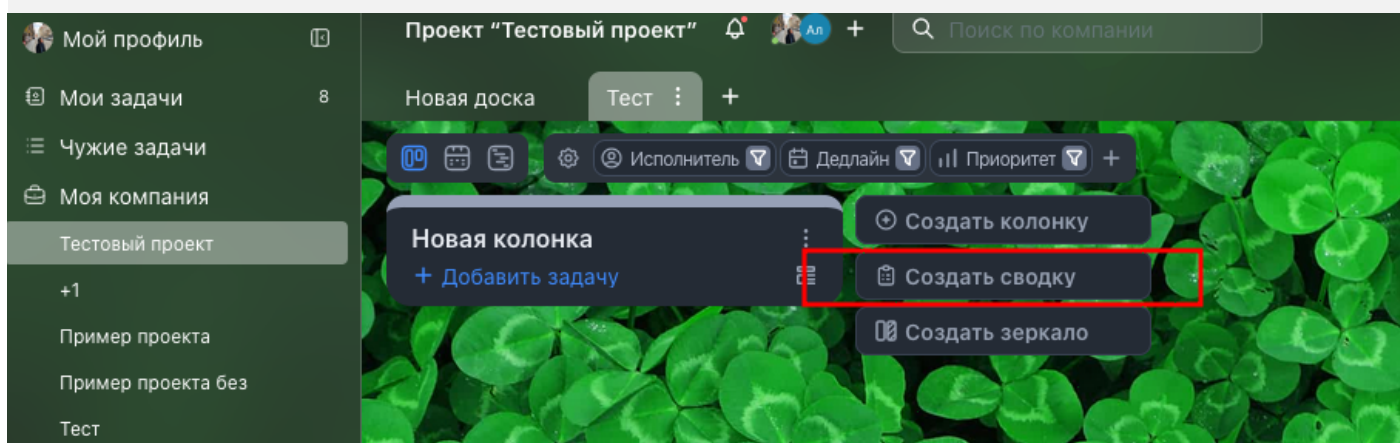 Мой профиль
Мои задачи 8
Чужие задачи
Моя компания
Тестовый проект
+1
Пример проекта
Пример проекта без
Тест
Проект “Тестовый проект” Ал + Поиск по компании
Новая доска Тест +
Исполнитель Дедлайн Приоритет +
Новая колонка
+ Добавить задачу
Создать колонку
Создать сводку
Создать зеркало